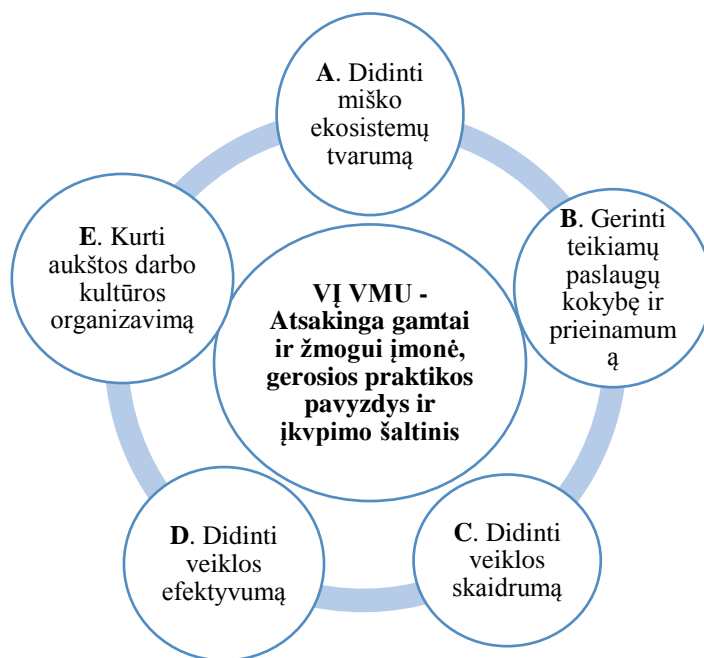 A. Didinti
miško
ekosistemų
tvarumą
B. Gerinti
teikiamų
paslaugų
kokybę ir
prieinamum
ą
C. Didinti
veiklos
skaidrumą
D. Didinti
veiklos
efektyvumą
E. Kurti
aukštos darbo
kultūros
organizavimą
VĮ VMU -
Atsakinga gamtai
ir žmogui įmonė,
gerosios praktikos
pavyzdys ir
įkvpimo šaltinis